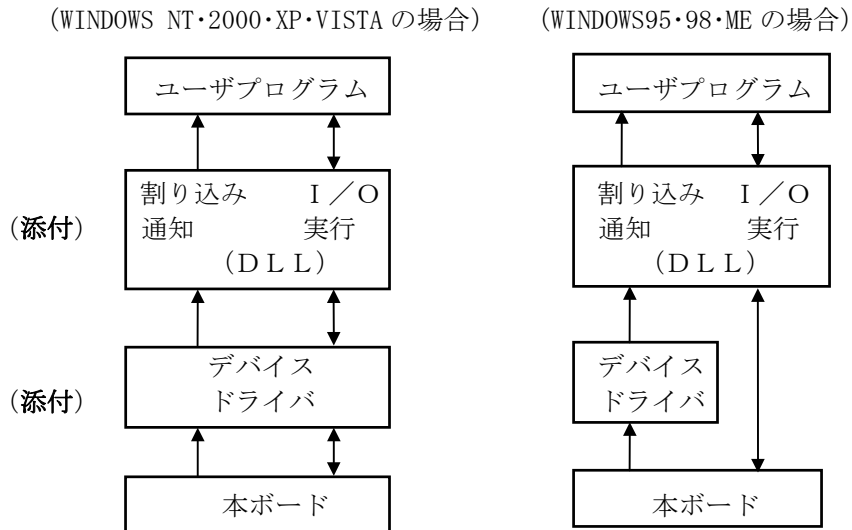 (WINDOWS NT･2000･XP･VISTA の場合)
(WINDOWS95･98･ME の場合)
ユーザプログラム
ユーザプログラム
(添付)
割り込み Ｉ／Ｏ
通知 実行
（ＤＬＬ）
割り込み Ｉ／Ｏ
通知 実行
（ＤＬＬ）
(添付)
デバイス
ドライバ
デバイス
ドライバ
本ボード
本ボード